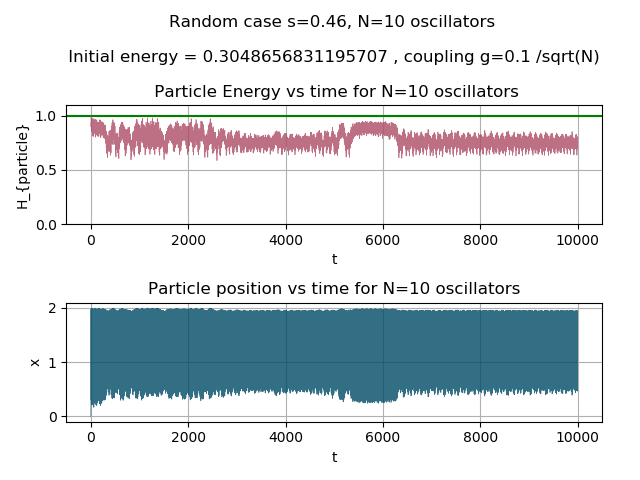 Random case s=0.46, N=10 oscillators
Initial energy = 0.3048656831195707 , coupling g=0.1 /sqrt(N)
Particle Energy vs time for N=10 oscillators
1.0
0.5
0.0
H_{particle}
0 2000 4000 6000 8000 10000
t
Particle position vs time for N=10 oscillators
2
1
0
x
0 2000 4000 6000 8000 10000
t